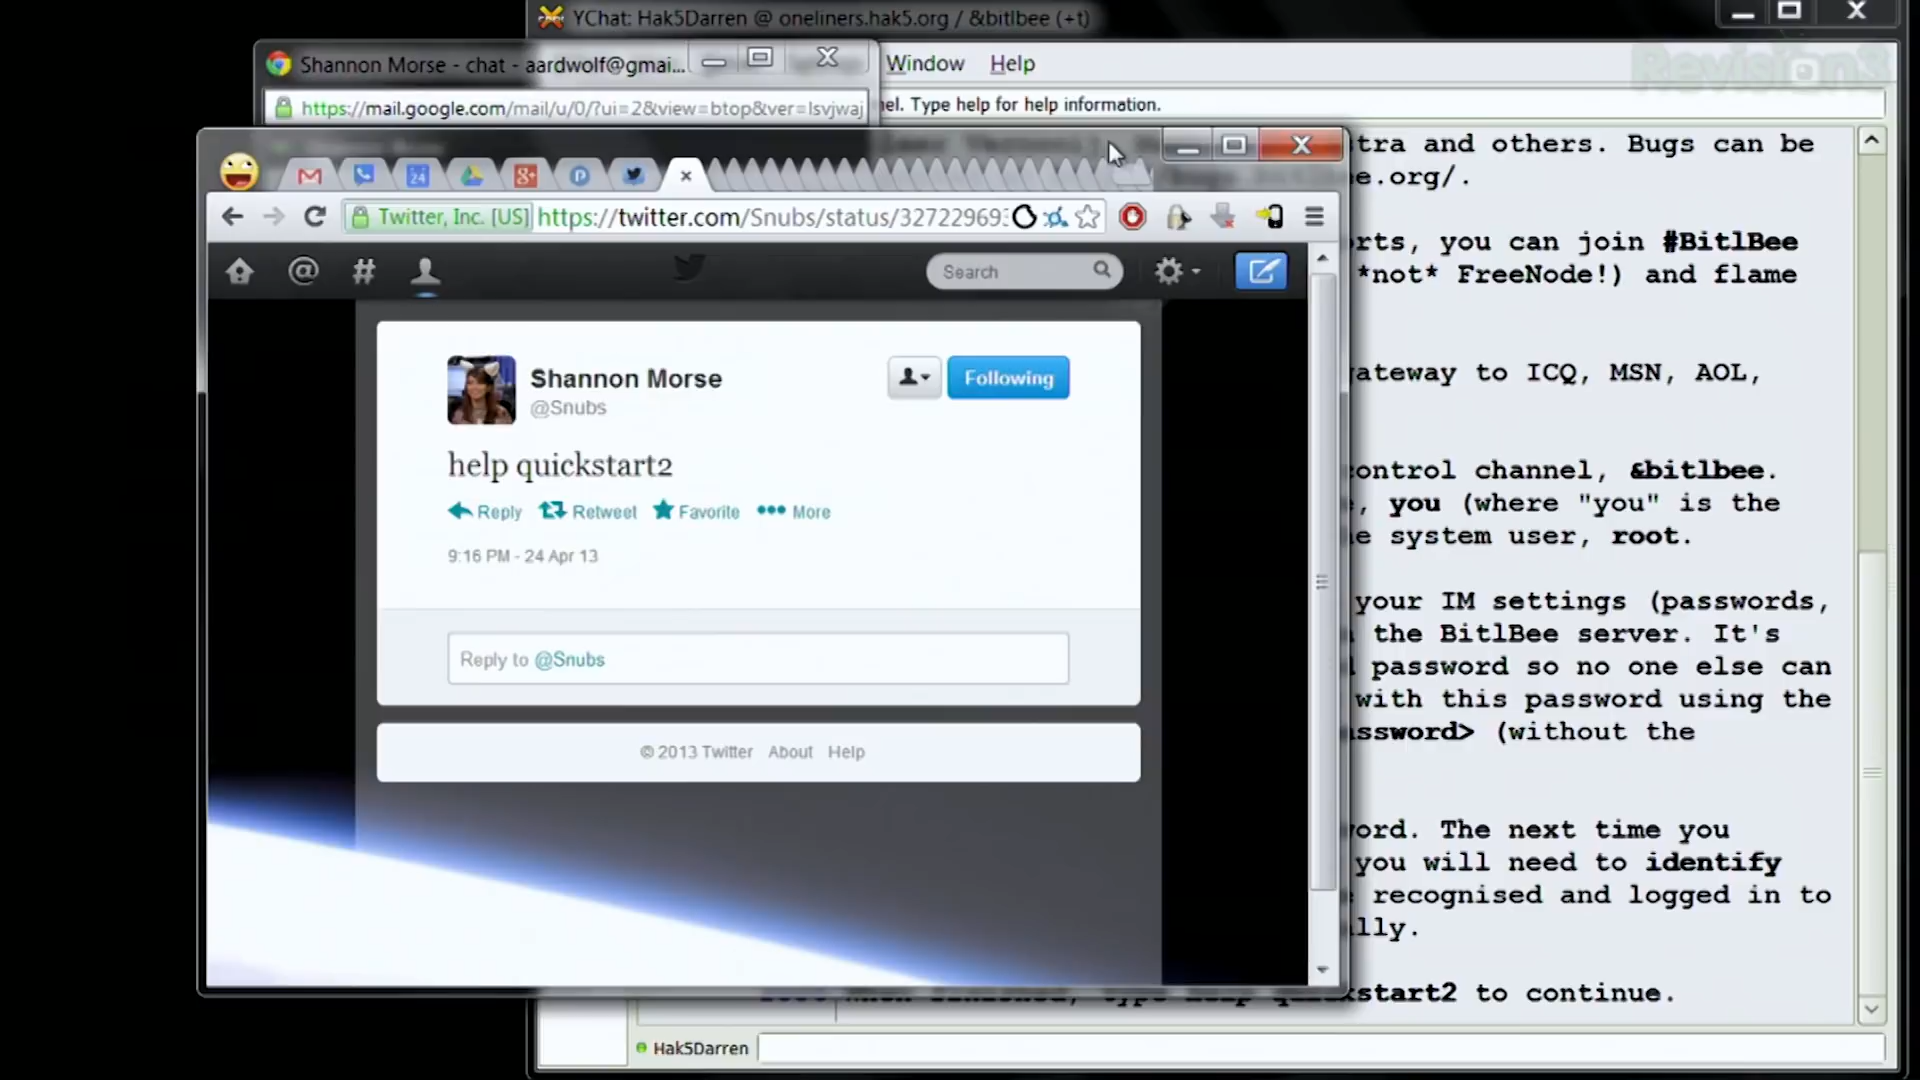 YChat: Hak5Darren @ oneliners.hak5.org / &bitlbee (+t)
Shannon Morse - chat - aardwolf@gmai...
Window Help
Revision3
https://mail.google.com/mail/u/0/?ui=2&view=btop&ver=lsvjwaj
nel. Type help for help information.
tra and others. Bugs can be
e.org/.
24
Twitter, Inc. [US] https://twitter.com/Snubs/status/32722969
Search
rts, you can join #BitlBee
*not* FreeNode!) and flame
Shannon Morse
@Snubs
Following
ateway to ICQ, MSN, AOL,
help quickstart2
Reply Retweet Favorite More
9:16 PM - 24 Apr 13
ontrol channel, &bitlbee.
, you (where "you" is the
e system user, root.
your IM settings (passwords,
the BitlBee server. It's
password so no one else can
with this password using the
ssword> (without the
Reply to @Snubs
© 2013 Twitter About Help
ord. The next time you
you will need to identify
recognised and logged in to
lly.
kstart2 to continue.
Hak5Darren